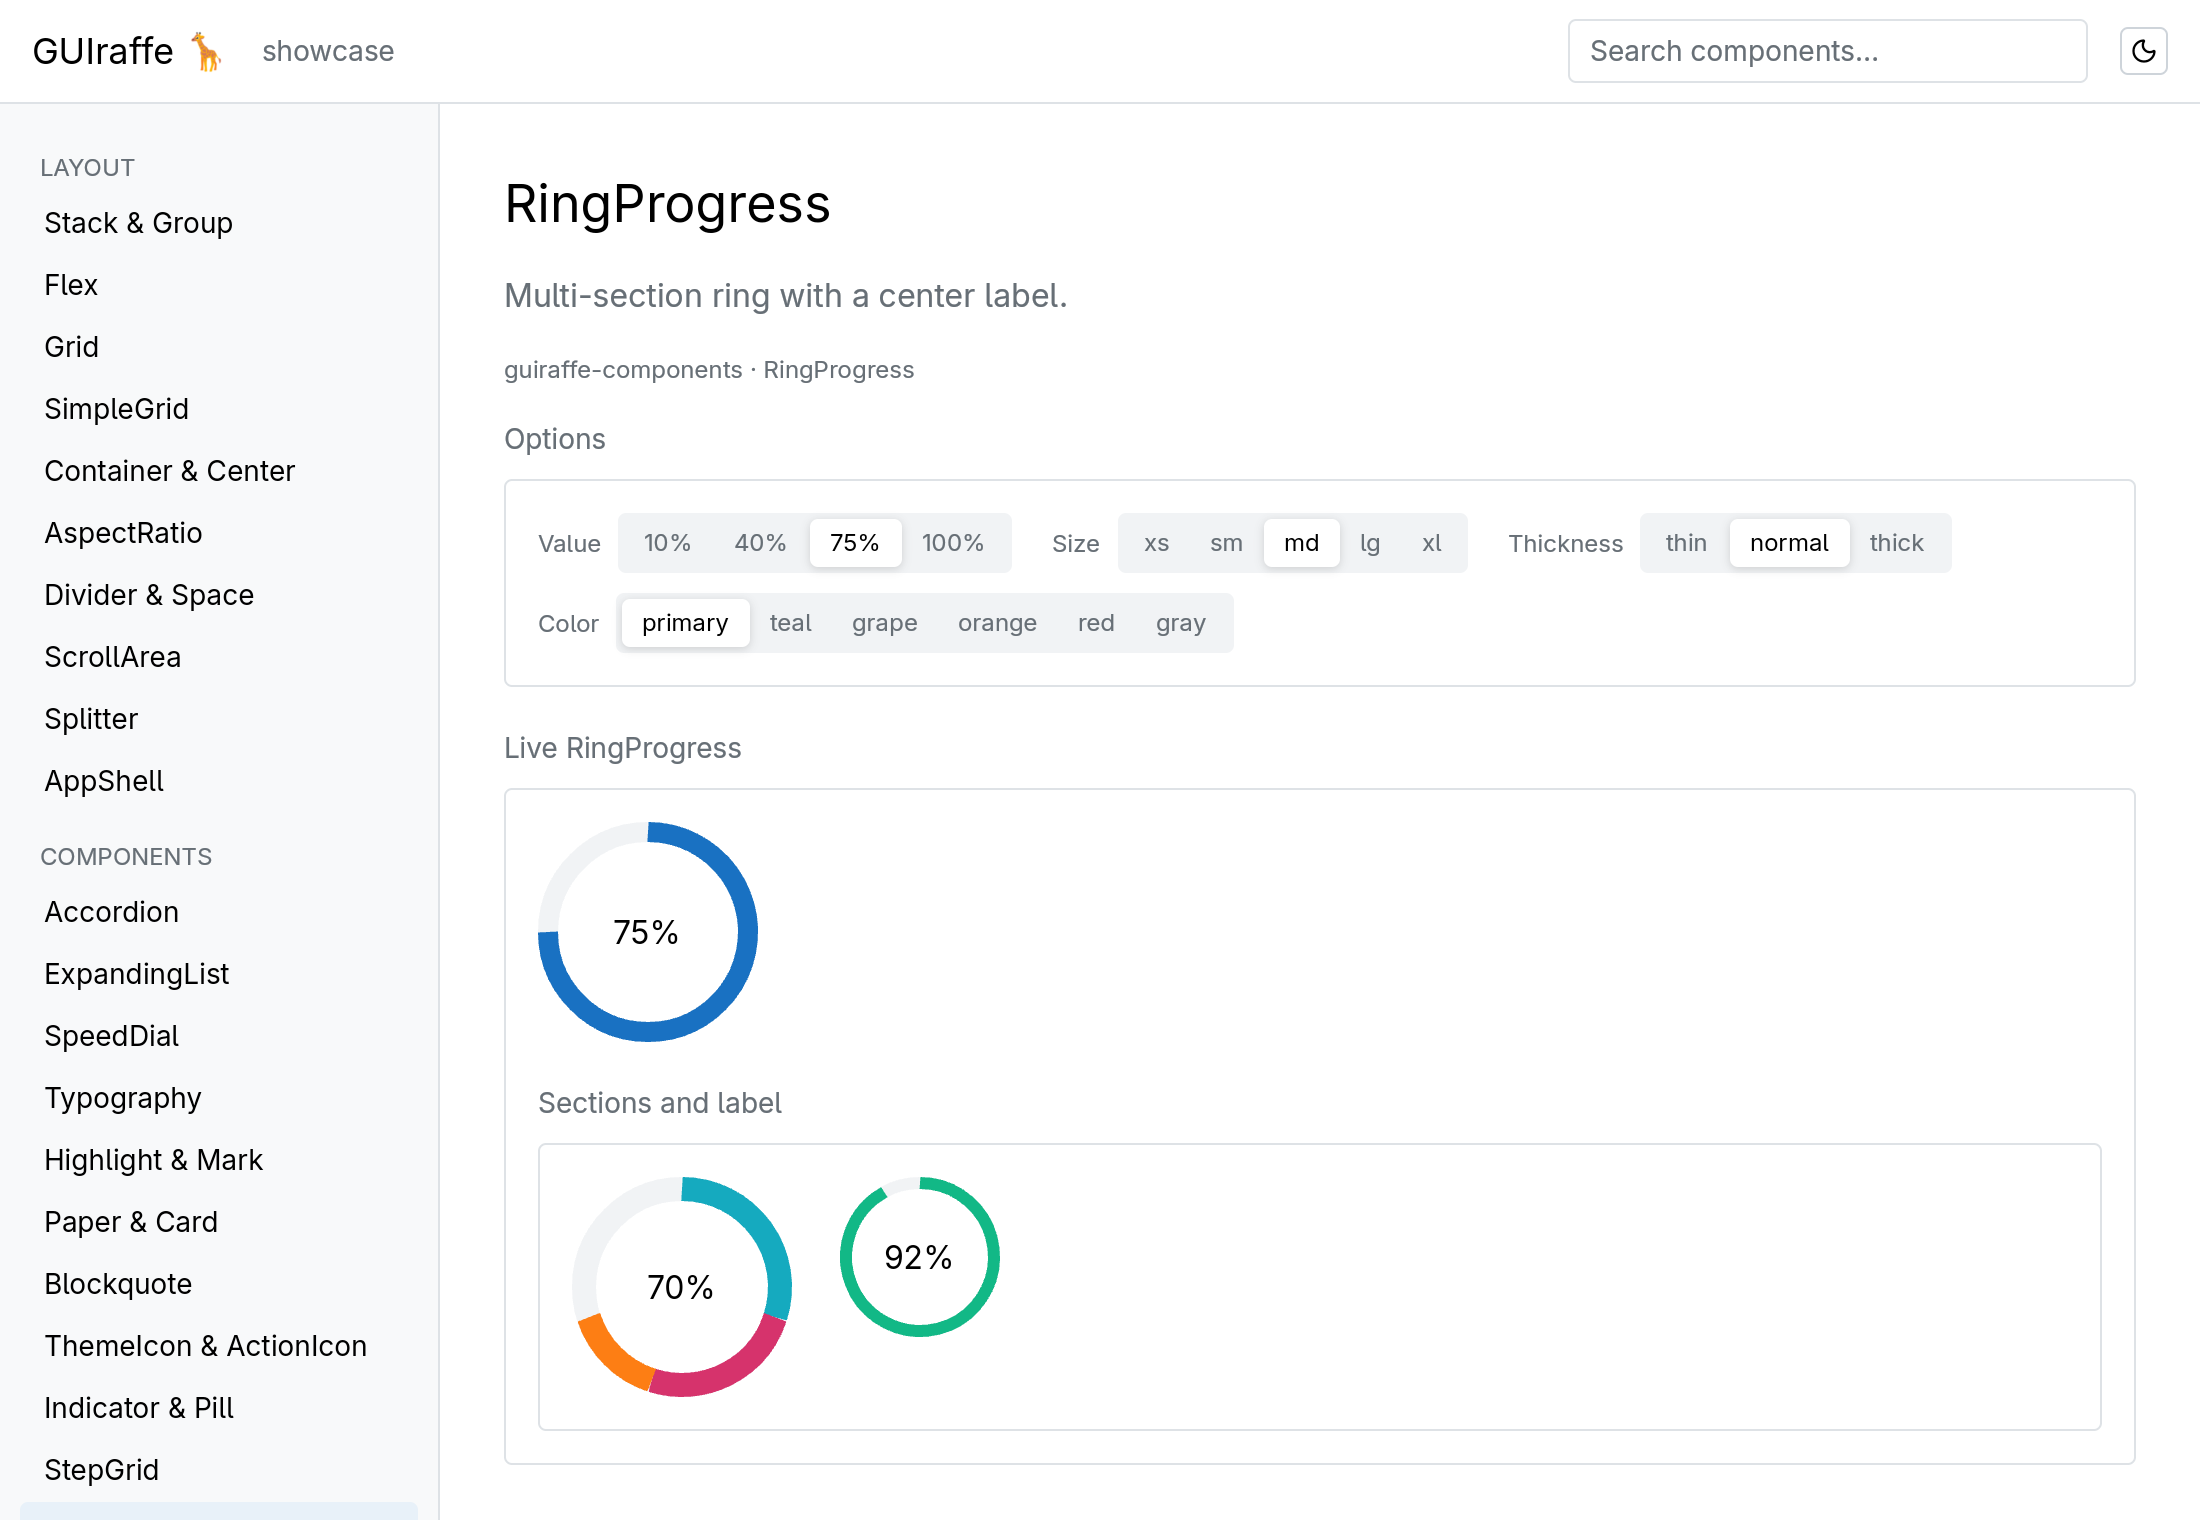 GUIraffe 🦒 showcase Search components...
LAYOUT
Stack & Group
Flex
Grid
SimpleGrid
Container & Center
AspectRatio
Divider & Space
ScrollArea
Splitter
AppShell
COMPONENTS
Accordion
ExpandingList
SpeedDial
Typography
Highlight & Mark
Paper & Card
Blockquote
ThemeIcon & ActionIcon
Indicator & Pill
StepGrid
RingProgress
Multi-section ring with a center label.
guiraffe-components · RingProgress
Options
Value 10% 40% 75% 100% Size xs sm md lg xl Thickness thin normal thick
Color primary teal grape orange red gray
Live RingProgress
75%
Sections and label
70% 92%